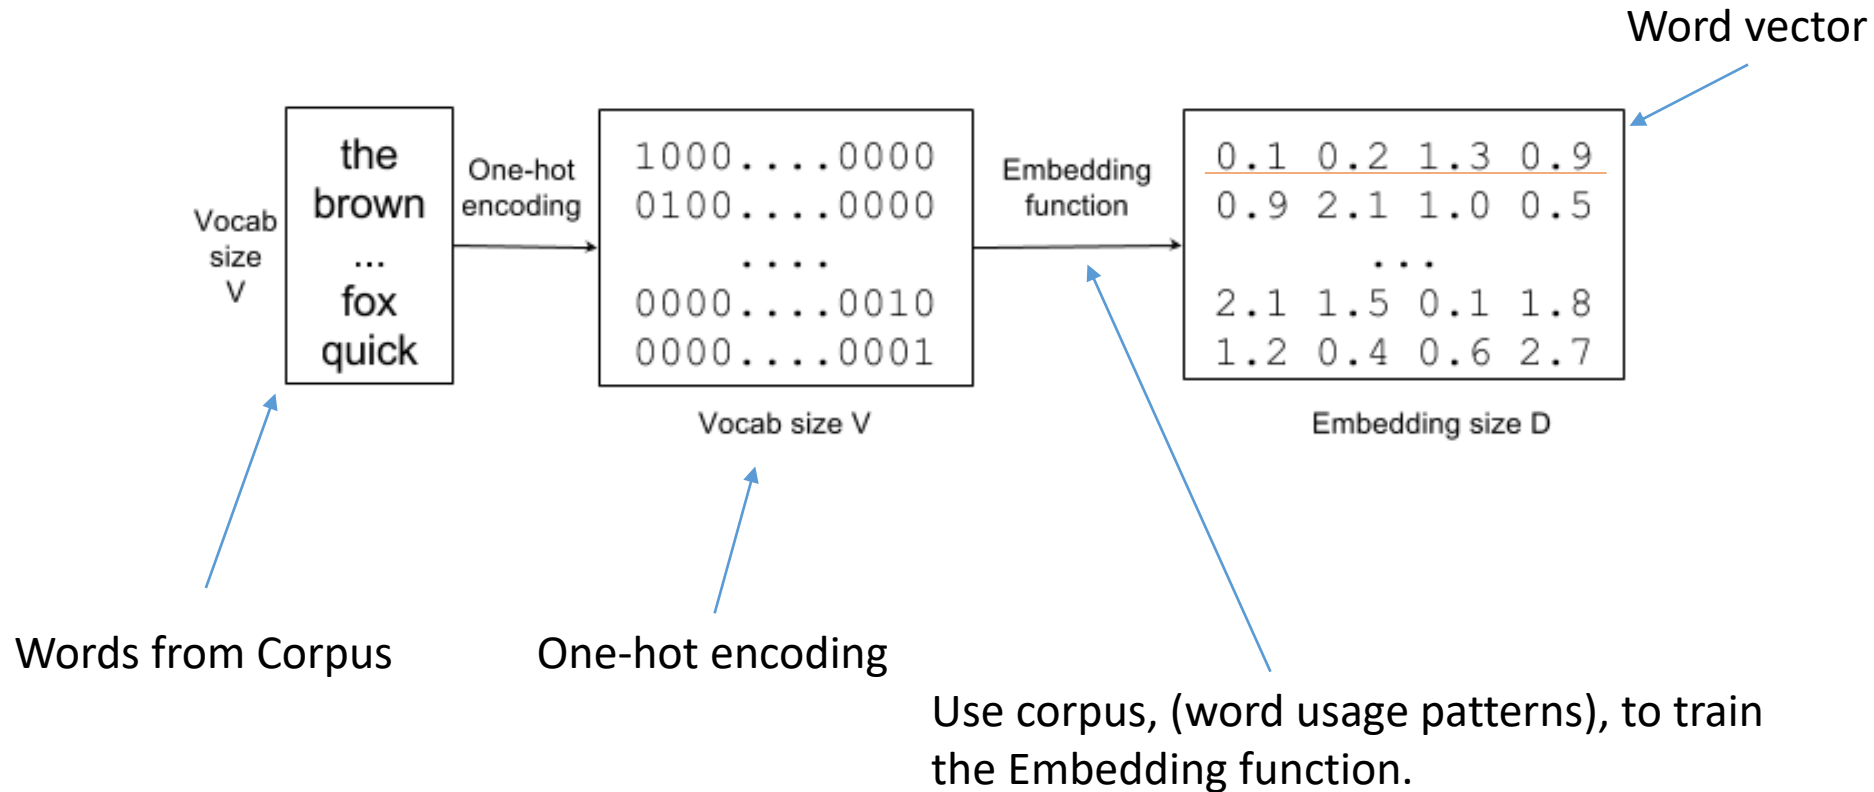 Word vector
Vocab
size
V
the
brown
...
fox
quick
One-hot
encoding
1000....0000
0100....0000
....
0000....0010
0000....0001
Vocab size V
Embedding
function
0.1 0.2 1.3 0.9
0.9 2.1 1.0 0.5
...
2.1 1.5 0.1 1.8
1.2 0.4 0.6 2.7
Embedding size D
Words from Corpus
One-hot encoding
Use corpus, (word usage patterns), to train
the Embedding function.